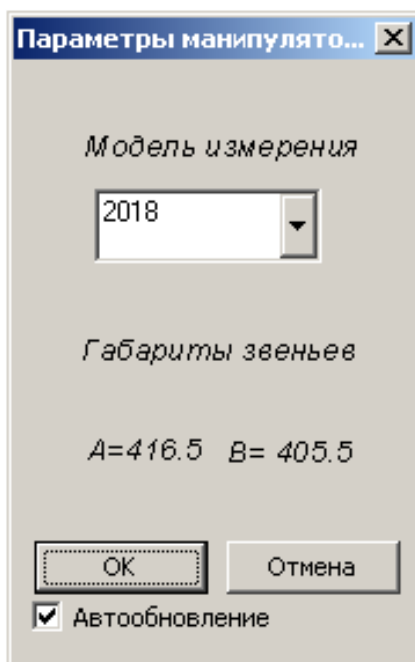 Параметры манипулято...
Модель измерения
2018
Габариты звеньев
A=416.5 B= 405.5
OK Отмена
Автообновление